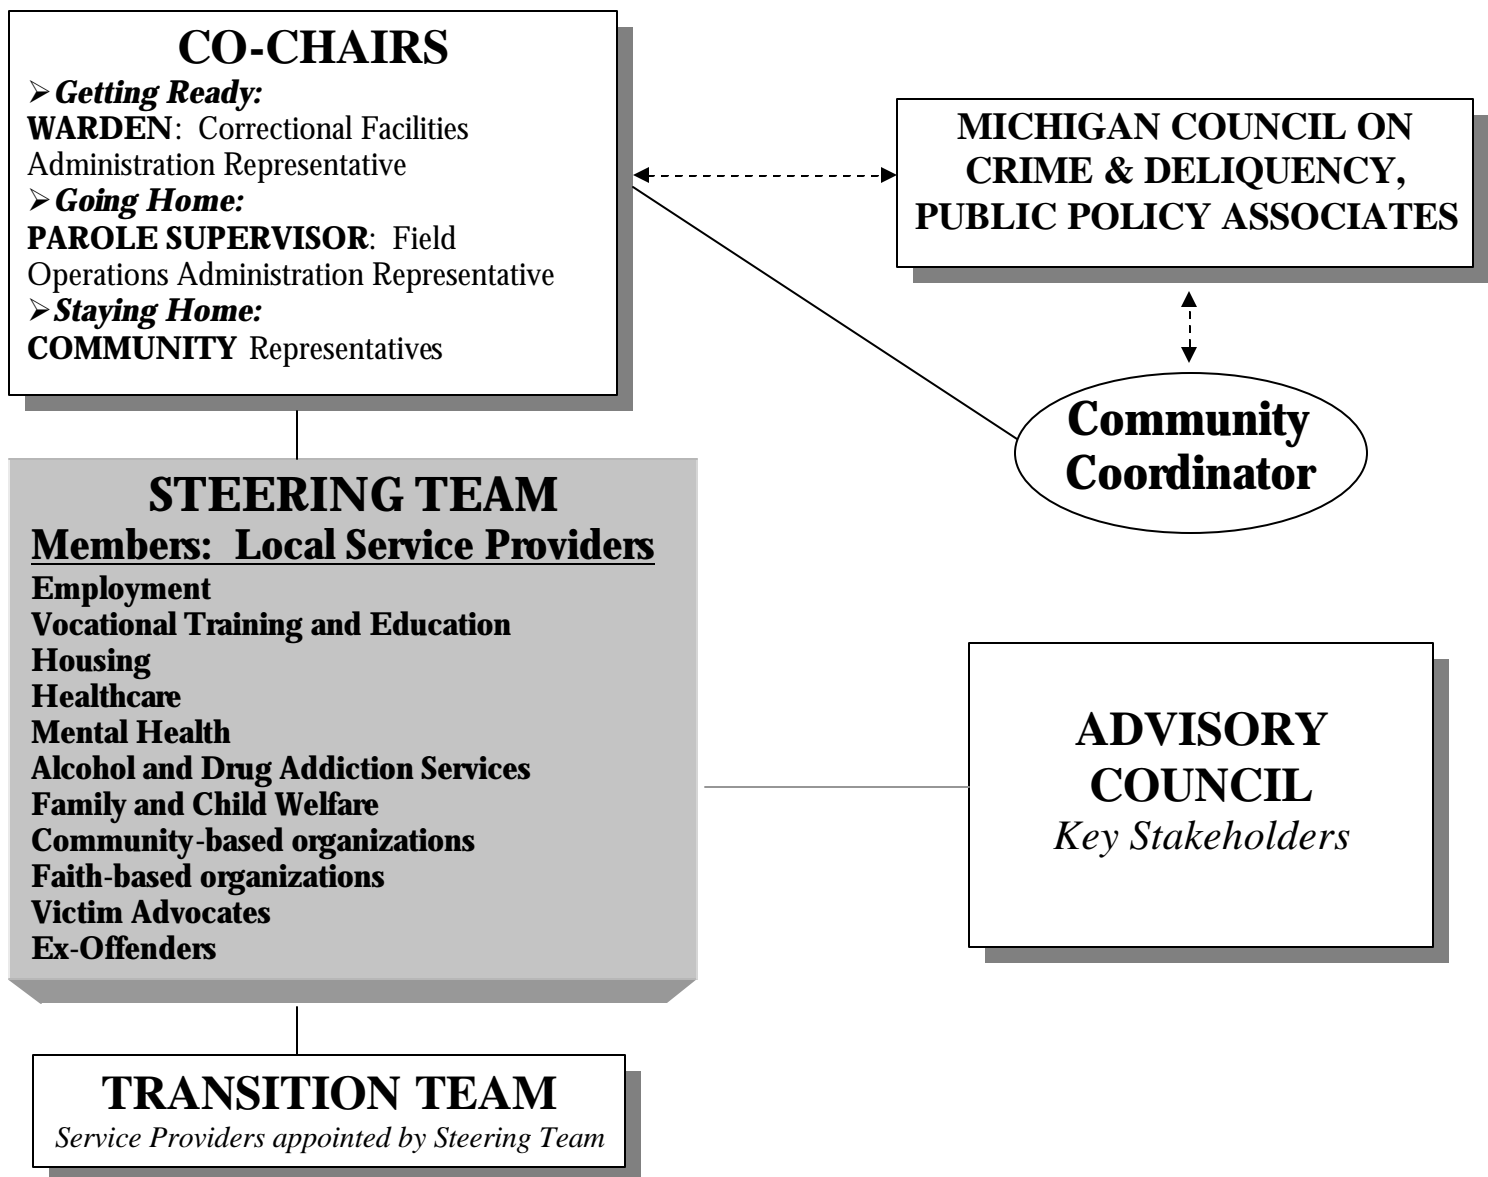 CO-CHAIRS
➢Getting Ready:
WARDEN: Correctional Facilities
Administration Representative
➢Going Home:
PAROLE SUPERVISOR: Field
Operations Administration Representative
➢Staying Home:
COMMUNITY Representatives
MICHIGAN COUNCIL ON
CRIME & DELIQUENCY,
PUBLIC POLICY ASSOCIATES
Community
Coordinator
STEERING TEAM
Members: Local Service Providers
Employment
Vocational Training and Education
Housing
Healthcare
Mental Health
Alcohol and Drug Addiction Services
Family and Child Welfare
Community-based organizations
Faith-based organizations
Victim Advocates
Ex-Offenders
ADVISORY
COUNCIL
Key Stakeholders
TRANSITION TEAM
Service Providers appointed by Steering Team